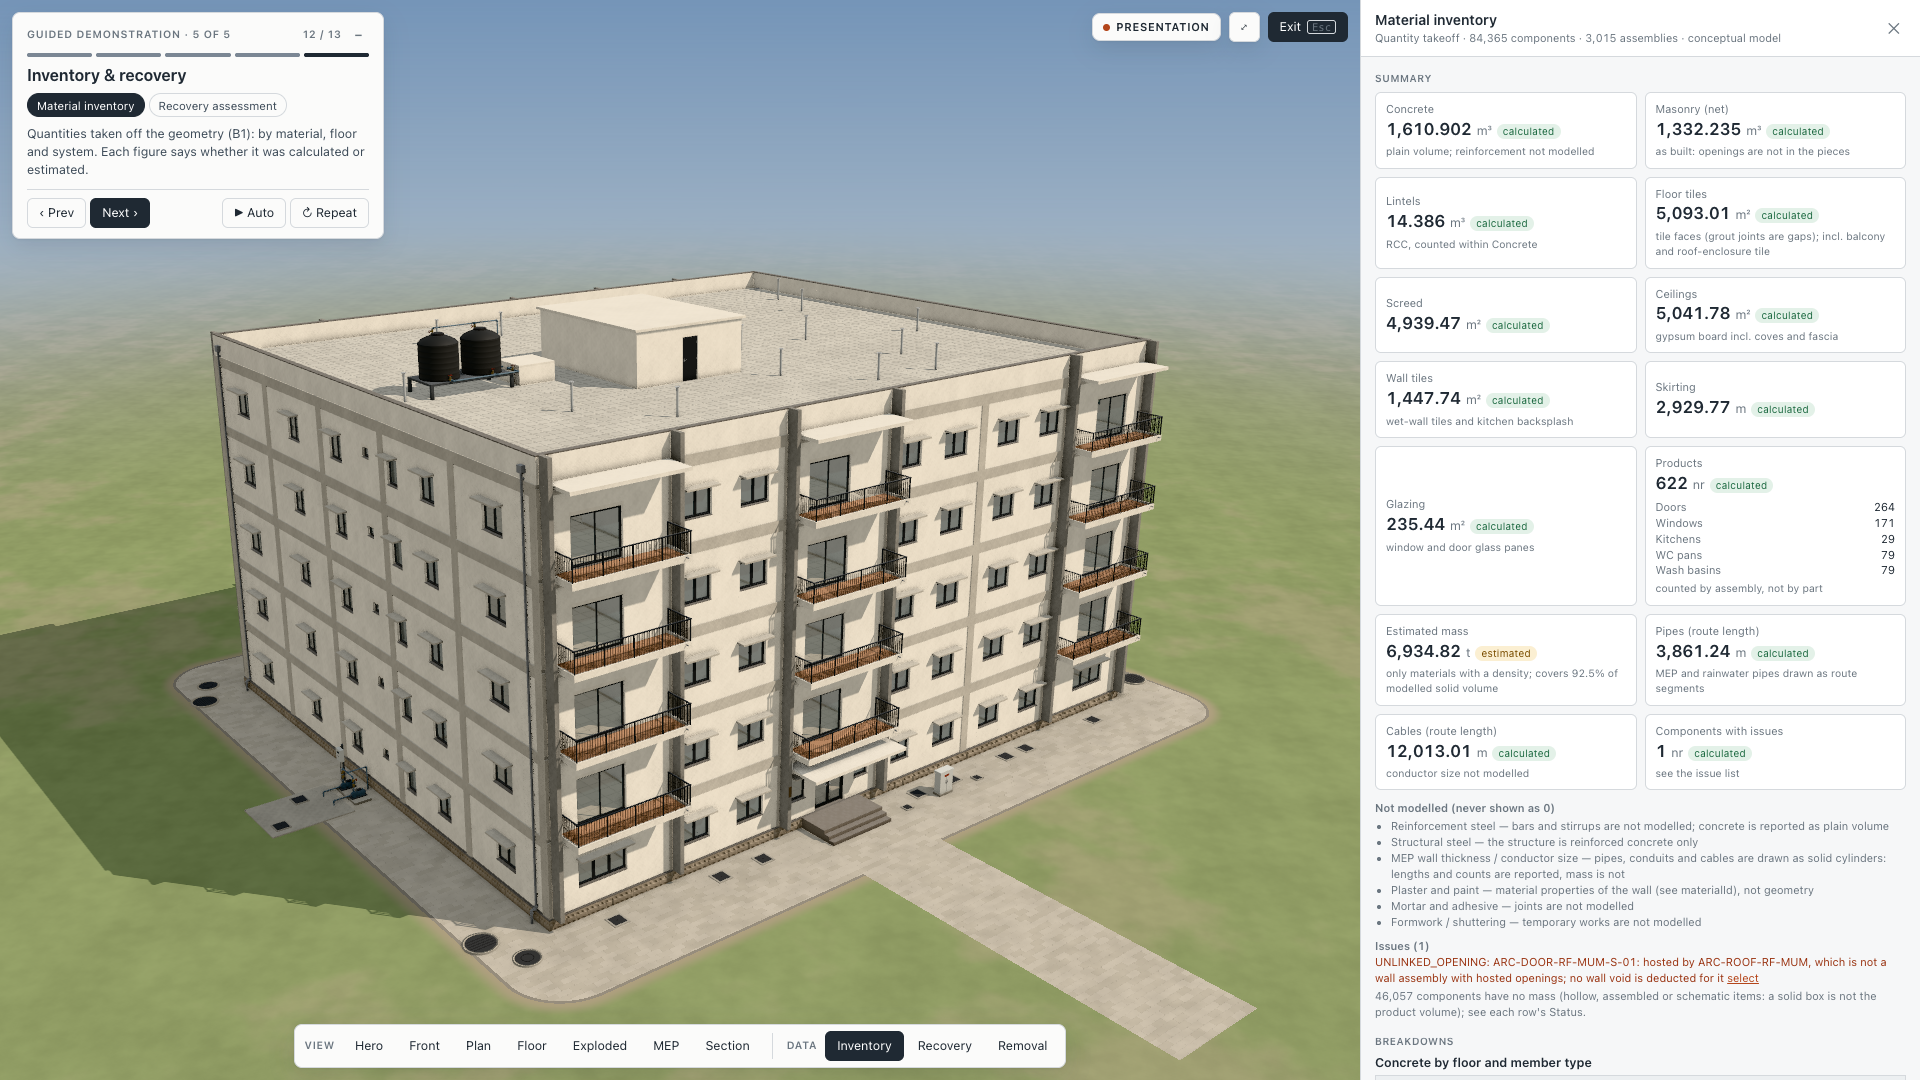 GUIDED DEMONSTRATION · 5 OF 5
12 / 13 –
Inventory & recovery
Material inventory
Recovery assessment
Quantities taken off the geometry (B1): by material, floor
and system. Each figure says whether it was calculated or
estimated.
‹ Prev
Next ›
▶ Auto
↻ Repeat
PRESENTATION
⤢
Exit Esc
Material inventory
Quantity takeoff · 84,365 components · 3,015 assemblies · conceptual model
SUMMARY
Concrete
1,610.902 m³ calculated
plain volume; reinforcement not modelled
Masonry (net)
1,332.235 m³ calculated
as built: openings are not in the pieces
Lintels
14.386 m³ calculated
RCC, counted within Concrete
Floor tiles
5,093.01 m² calculated
tile faces (grout joints are gaps); incl. balcony
and roof-enclosure tile
Screed
4,939.47 m² calculated
Ceilings
5,041.78 m² calculated
gypsum board incl. coves and fascia
Wall tiles
1,447.74 m² calculated
wet-wall tiles and kitchen backsplash
Skirting
2,929.77 m calculated
Glazing
235.44 m² calculated
window and door glass panes
Products
622 nr calculated
Doors 264
Windows 171
Kitchens 29
WC pans 79
Wash basins 79
counted by assembly, not by part
Estimated mass
6,934.82 t estimated
only materials with a density; covers 92.5% of
modelled solid volume
Pipes (route length)
3,861.24 m calculated
MEP and rainwater pipes drawn as route
segments
Cables (route length)
12,013.01 m calculated
conductor size not modelled
Components with issues
1 nr calculated
see the issue list
Not modelled (never shown as 0)
• Reinforcement steel — bars and stirrups are not modelled; concrete is reported as plain volume
• Structural steel — the structure is reinforced concrete only
• MEP wall thickness / conductor size — pipes, conduits and cables are drawn as solid cylinders:
lengths and counts are reported, mass is not
• Plaster and paint — material properties of the wall (see materialId), not geometry
• Mortar and adhesive — joints are not modelled
• Formwork / shuttering — temporary works are not modelled
Issues (1)
UNLINKED_OPENING: ARC-DOOR-RF-MUM-S-01: hosted by ARC-ROOF-RF-MUM, which is not a
wall assembly with hosted openings; no wall void is deducted for it select
46,057 components have no mass (hollow, assembled or schematic items: a solid box is not the
product volume); see each row's Status.
BREAKDOWNS
Concrete by floor and member type
VIEW Hero Front Plan Floor Exploded MEP Section DATA Inventory Recovery Removal